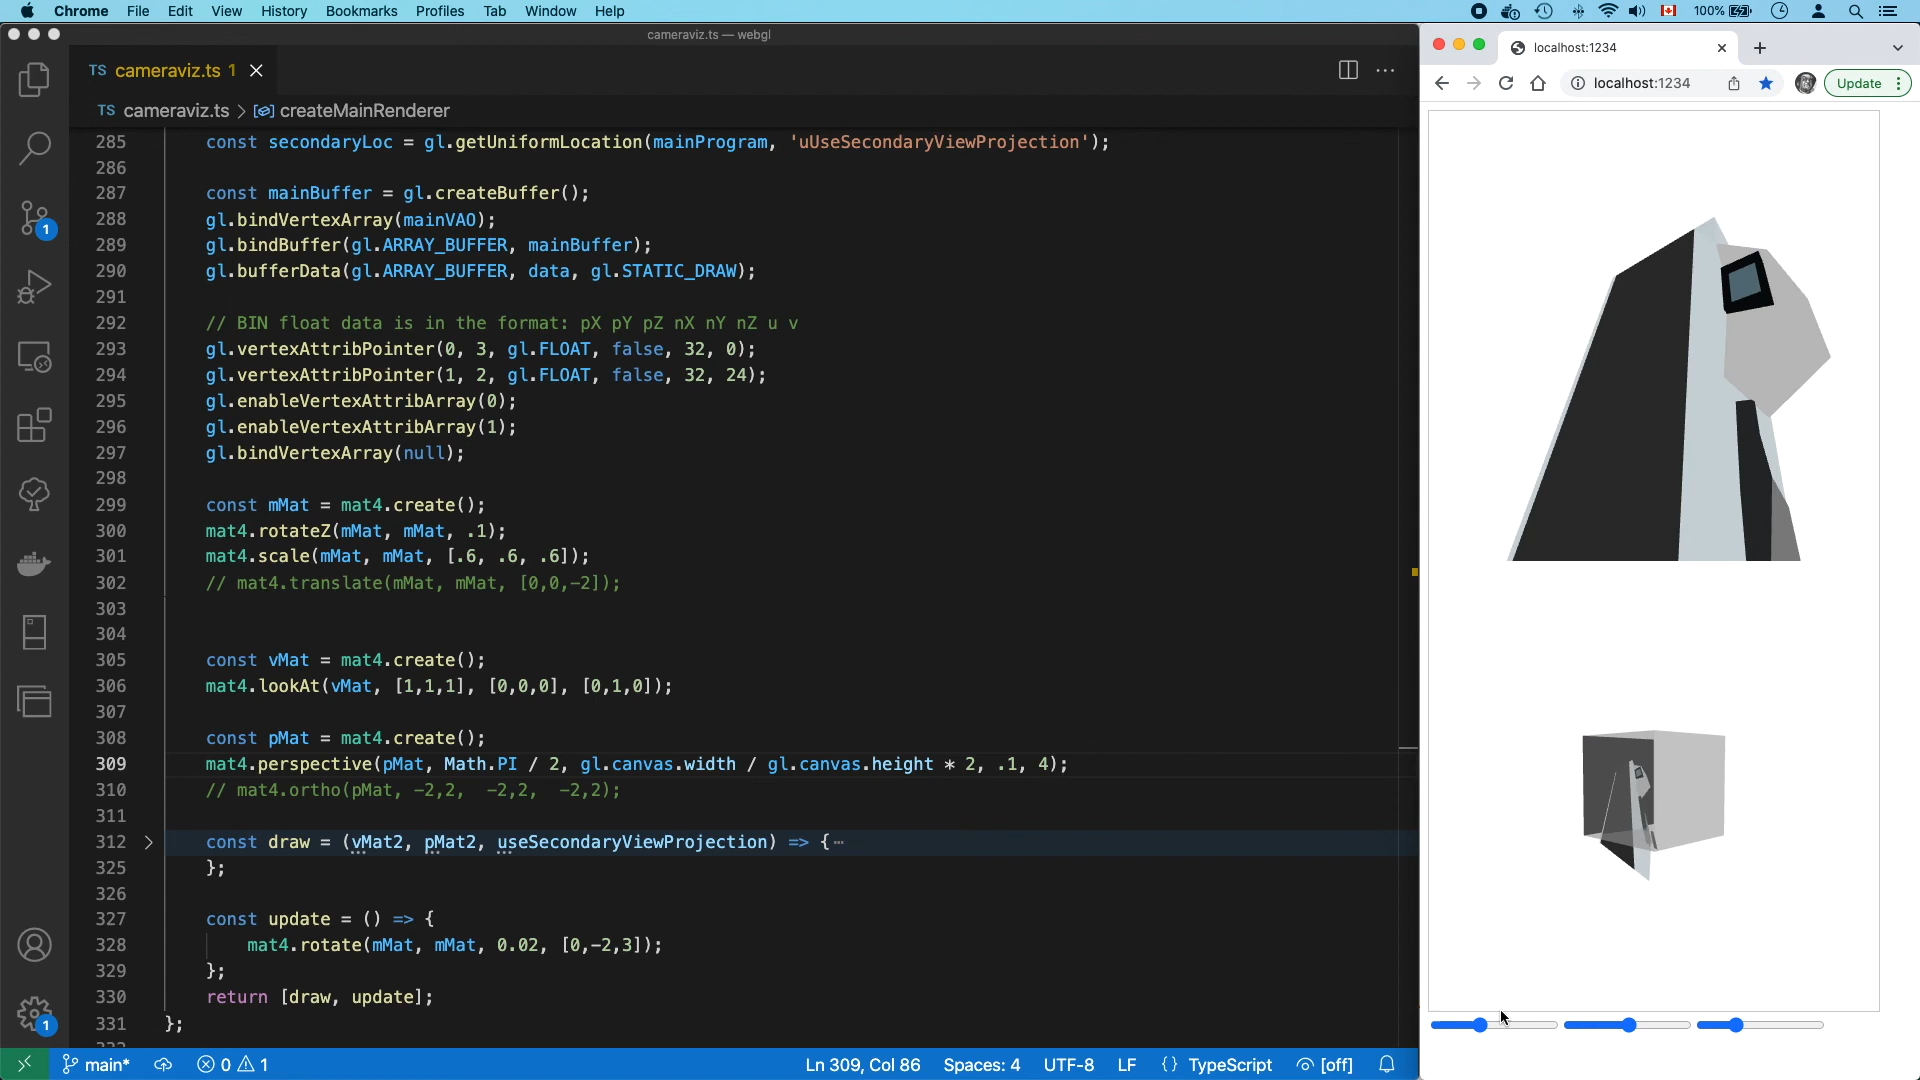 Chrome File Edit View History Bookmarks Profiles Tab Window Help 100%
cameraviz.ts — webgl
TS cameraviz.ts 1
TS cameraviz.ts > createMainRenderer
285 const secondaryLoc = gl.getUniformLocation(mainProgram, 'uUseSecondaryViewProjection');
286
287 const mainBuffer = gl.createBuffer();
288 gl.bindVertexArray(mainVAO);
289 gl.bindBuffer(gl.ARRAY_BUFFER, mainBuffer);
290 gl.bufferData(gl.ARRAY_BUFFER, data, gl.STATIC_DRAW);
291
292 // BIN float data is in the format: pX pY pZ nX nY nZ u v
293 gl.vertexAttribPointer(0, 3, gl.FLOAT, false, 32, 0);
294 gl.vertexAttribPointer(1, 2, gl.FLOAT, false, 32, 24);
295 gl.enableVertexAttribArray(0);
296 gl.enableVertexAttribArray(1);
297 gl.bindVertexArray(null);
298
299 const mMat = mat4.create();
300 mat4.rotateZ(mMat, mMat, .1);
301 mat4.scale(mMat, mMat, [.6, .6, .6]);
302 // mat4.translate(mMat, mMat, [0,0,-2]);
303
304
305 const vMat = mat4.create();
306 mat4.lookAt(vMat, [1,1,1], [0,0,0], [0,1,0]);
307
308 const pMat = mat4.create();
309 mat4.perspective(pMat, Math.PI / 2, gl.canvas.width / gl.canvas.height * 2, .1, 4);
310 // mat4.ortho(pMat, -2,2, -2,2, -2,2);
311
312 const draw = (vMat2, pMat2, useSecondaryViewProjection) => {
325 };
326
327 const update = () => {
328 mat4.rotate(mMat, mMat, 0.02, [0,-2,3]);
329 };
330 return [draw, update];
331 };
1
1
main* 0 1 Ln 309, Col 86 Spaces: 4 UTF-8 LF {} TypeScript [off]
localhost:1234
localhost:1234 Update